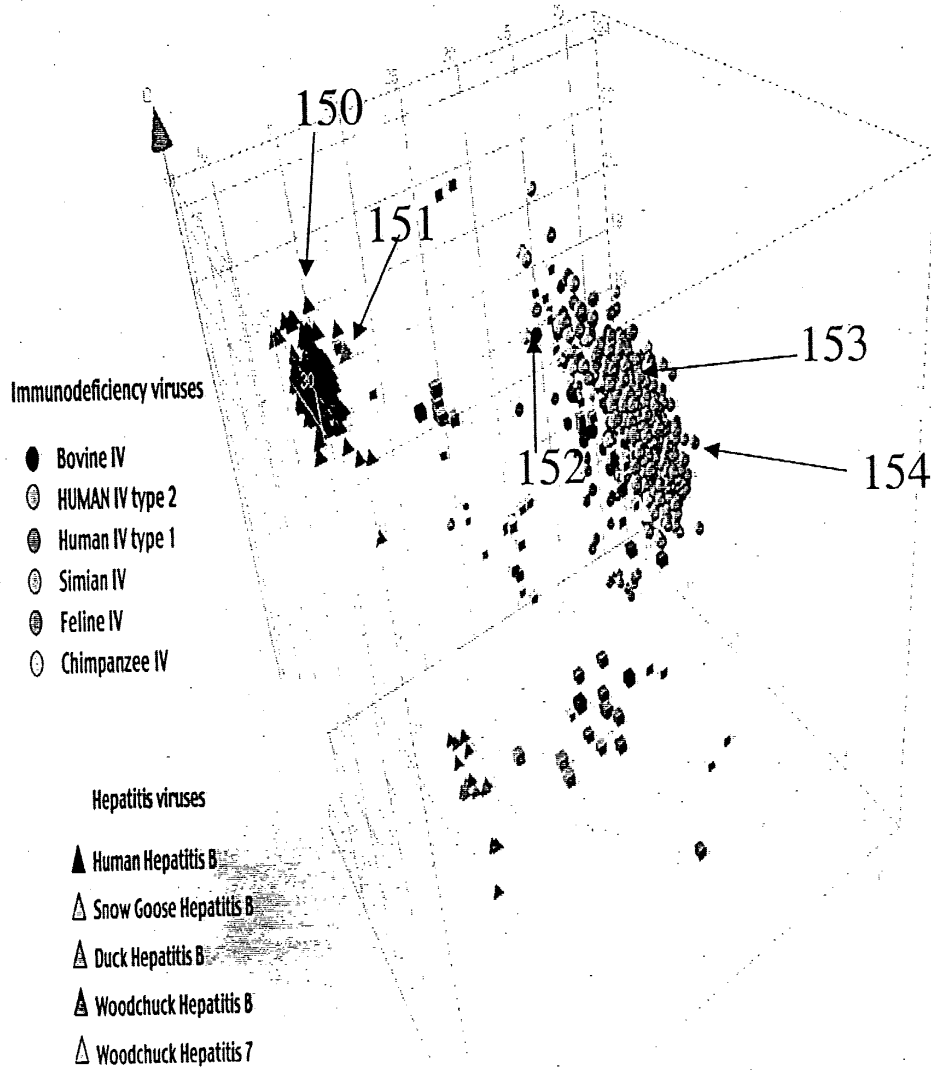 150
151
153
Immunodeficiency viruses
Bovine IV
152
154
HUMAN IV type 2
Human IV type 1
Simian IV
Feline IV
Chimpanzee IV
Hepatitis viruses
Human Hepatitis B
Snow Goose Hepatitis B
Duck Hepatitis B
Woodchuck Hepatitis B
Woodchuck Hepatitis 7